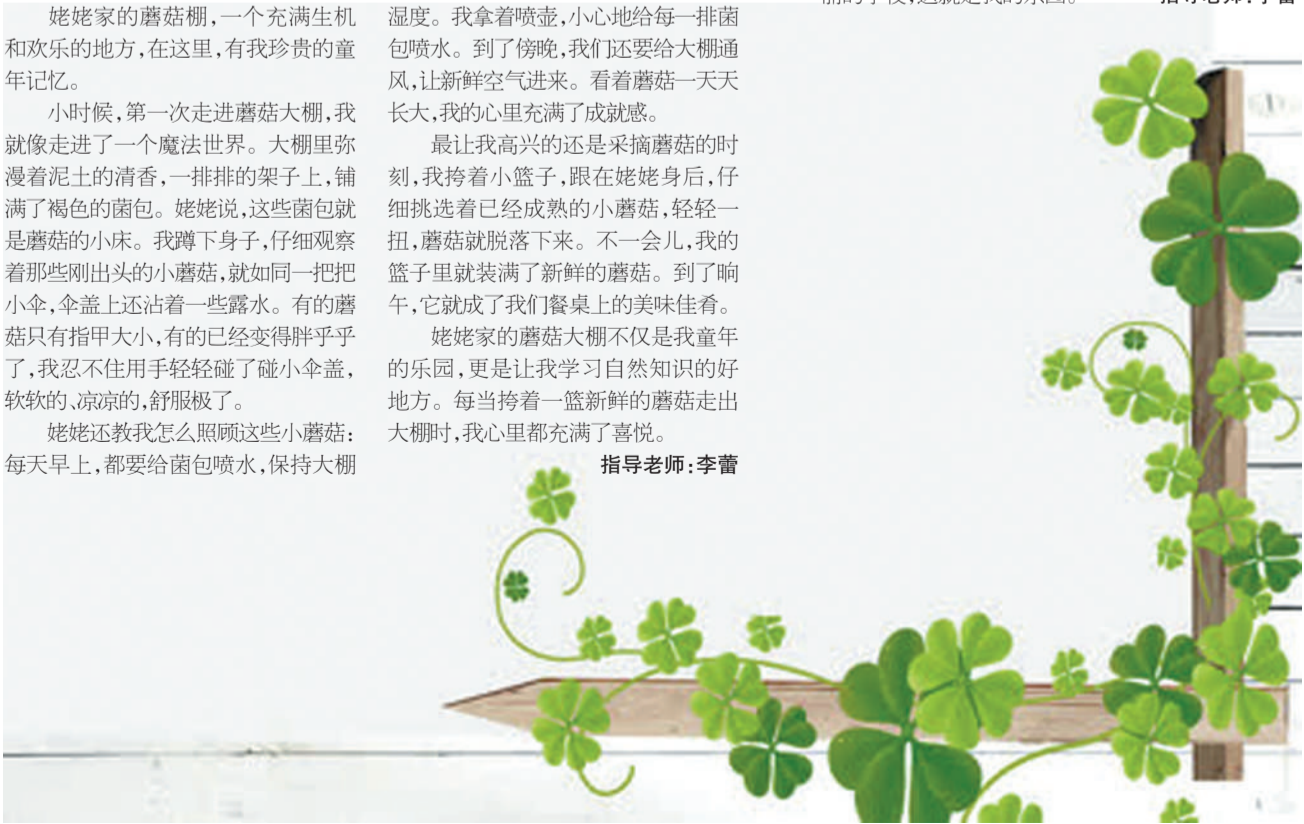 姥姥家的蘑菇棚，一个充满生机
和欢乐的地方，在这里，有我珍贵的童
年记忆。
小时候，第一次走进蘑菇大棚，我
就像走进了一个魔法世界。大棚里弥
漫着泥土的清香，一排排的架子上，铺
满了褐色的菌包。姥姥说，这些菌包就
是蘑菇的小床。我蹲下身子，仔细观察
着那些刚出头的小蘑菇，就如同一把把
小伞，伞盖上还沾着一些露水。有的蘑
菇只有指甲大小，有的已经变得胖乎乎
了，我忍不住用手轻轻碰了碰小伞盖，
软软的、凉凉的，舒服极了。
姥姥还教我怎么照顾这些小蘑菇：
每天早上，都要给菌包喷水，保持大棚
湿度。我拿着喷壶，小心地给每一排菌
包喷水。到了傍晚，我们还要给大棚通
风，让新鲜空气进来。看着蘑菇一天天
长大，我的心里充满了成就感。
最让我高兴的还是采摘蘑菇的时
刻，我挎着小篮子，跟在姥姥身后，仔
细挑选着已经成熟的小蘑菇，轻轻一
扭，蘑菇就脱落下来。不一会儿，我的
篮子里就装满了新鲜的蘑菇。到了晌
午，它就成了我们餐桌上的美味佳肴。
姥姥家的蘑菇大棚不仅是我童年
的乐园，更是让我学习自然知识的好
地方。每当挎着一篮新鲜的蘑菇走出
大棚时，我心里都充满了喜悦。
指导老师：李蕾